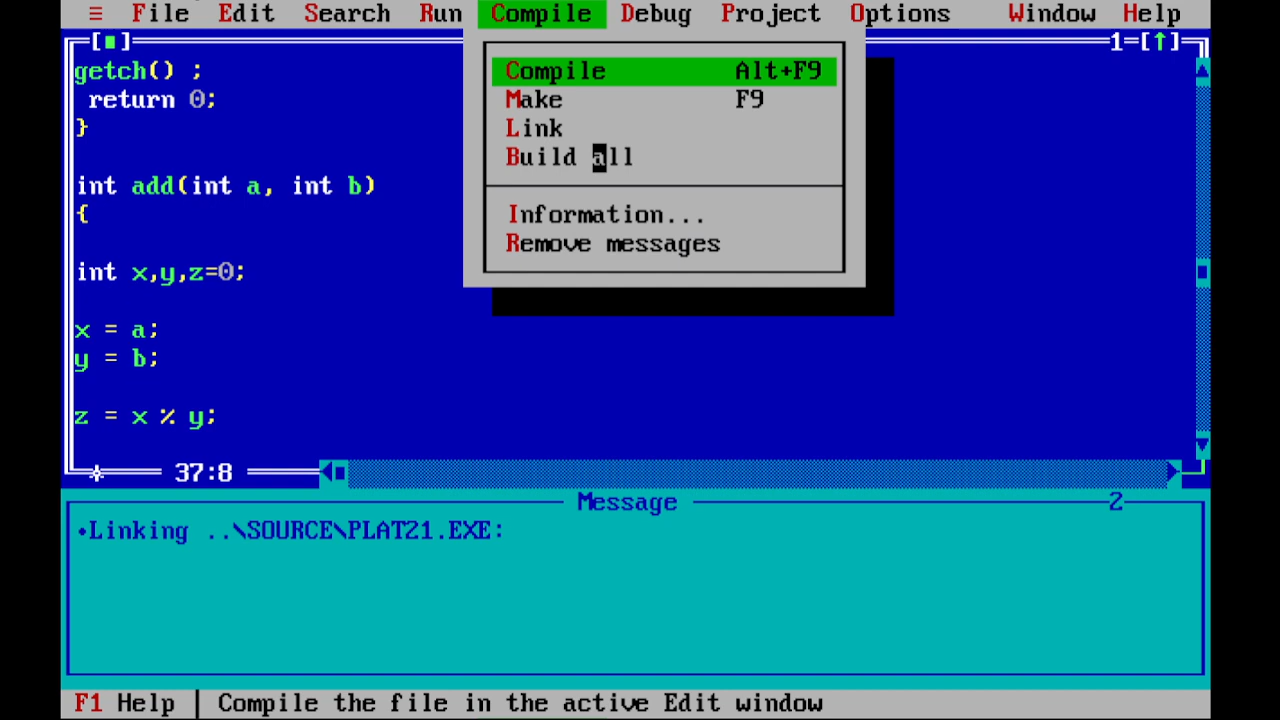 ≡ File Edit Search Run Compile Debug Project Options Window Help
[■] 1=[↑]
getch() ;
return 0;
}
int add(int a, int b)
{
int x,y,z=0;
x = a;
y = b;
z = x % y;
37:8
Compile Alt+F9
Make F9
Link
Build all
Information...
Remove messages
Message 2
•Linking ..\SOURCE\PLAT21.EXE:
F1 Help | Compile the file in the active Edit window